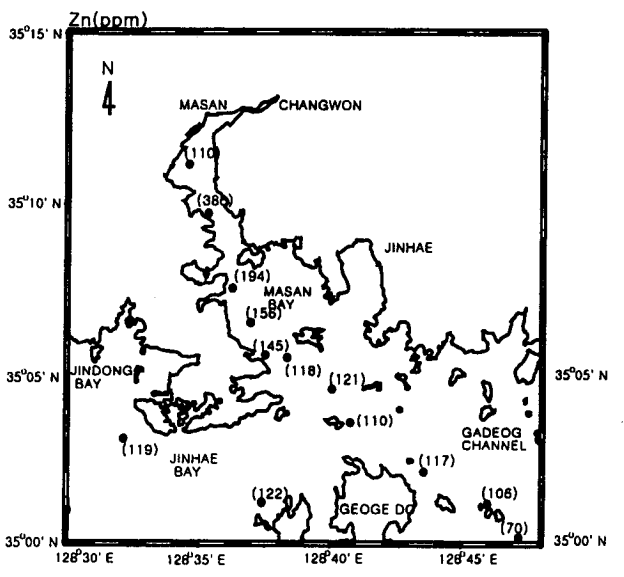 Zn(ppm)
35°15'
N
4
MASAN
CHANGWON
(110)
35°10'
(386)
JINHAE
(194)
MASAN
BAY
(156)
(145)
(118)
35°05'
35°05'
JINDONG
BAY
(121)
(110)
GADEOG
CHANNEL
(119)
JINHAE
BAY
(117)
(122)
GEOGE DO
(106)
(70)
35°00'
35°00'
128°30'
128°35'
128°40'
128°45'